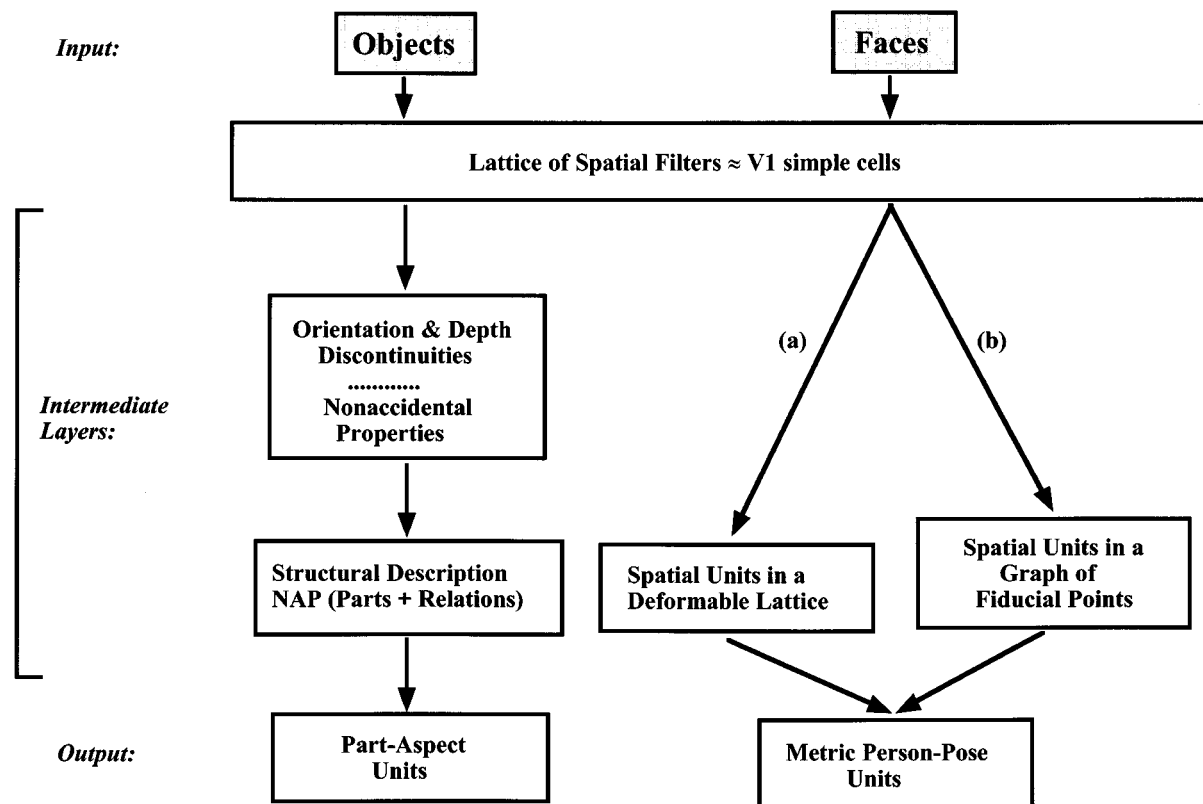 Input:
Objects
Faces
Lattice of Spatial Filters ≈ V1 simple cells
Intermediate
Layers:
Orientation & Depth
Discontinuities
.............
Nonaccidental
Properties
(a)
(b)
Structural Description
NAP (Parts + Relations)
Spatial Units in a
Deformable Lattice
Spatial Units in a
Graph of
Fiducial Points
Output:
Part-Aspect
Units
Metric Person-Pose
Units